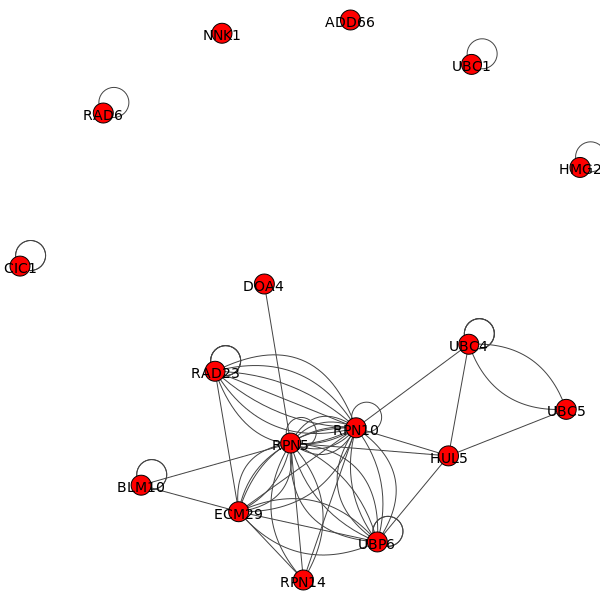 ADD66
NNK1
UBC1
RAD6
HMG2
CIC1
DOA4
UBC4
RAD23
UBC5
RPN10
RPN5
HUL5
BLM10
ECM29
UBP6
RPN14